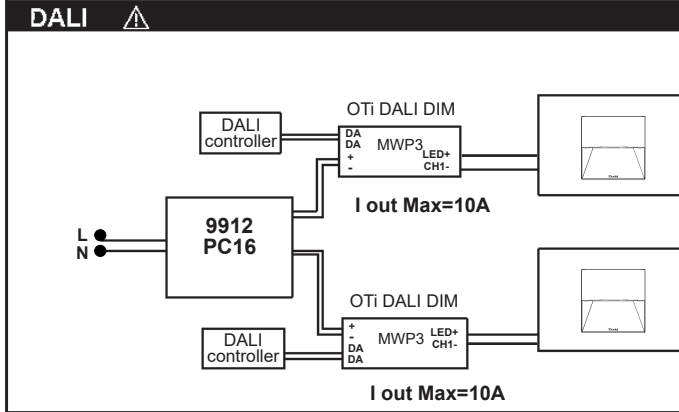 DALI
OTi DALI DIM
DALI
controller
DA
DA
+
-
MWP3
LED+
CH1-
I out Max=10A
L
N
9912
PC16
OTi DALI DIM
+
-
DA
DA
MWP3
LED+
CH1-
DALI
controller
I out Max=10A